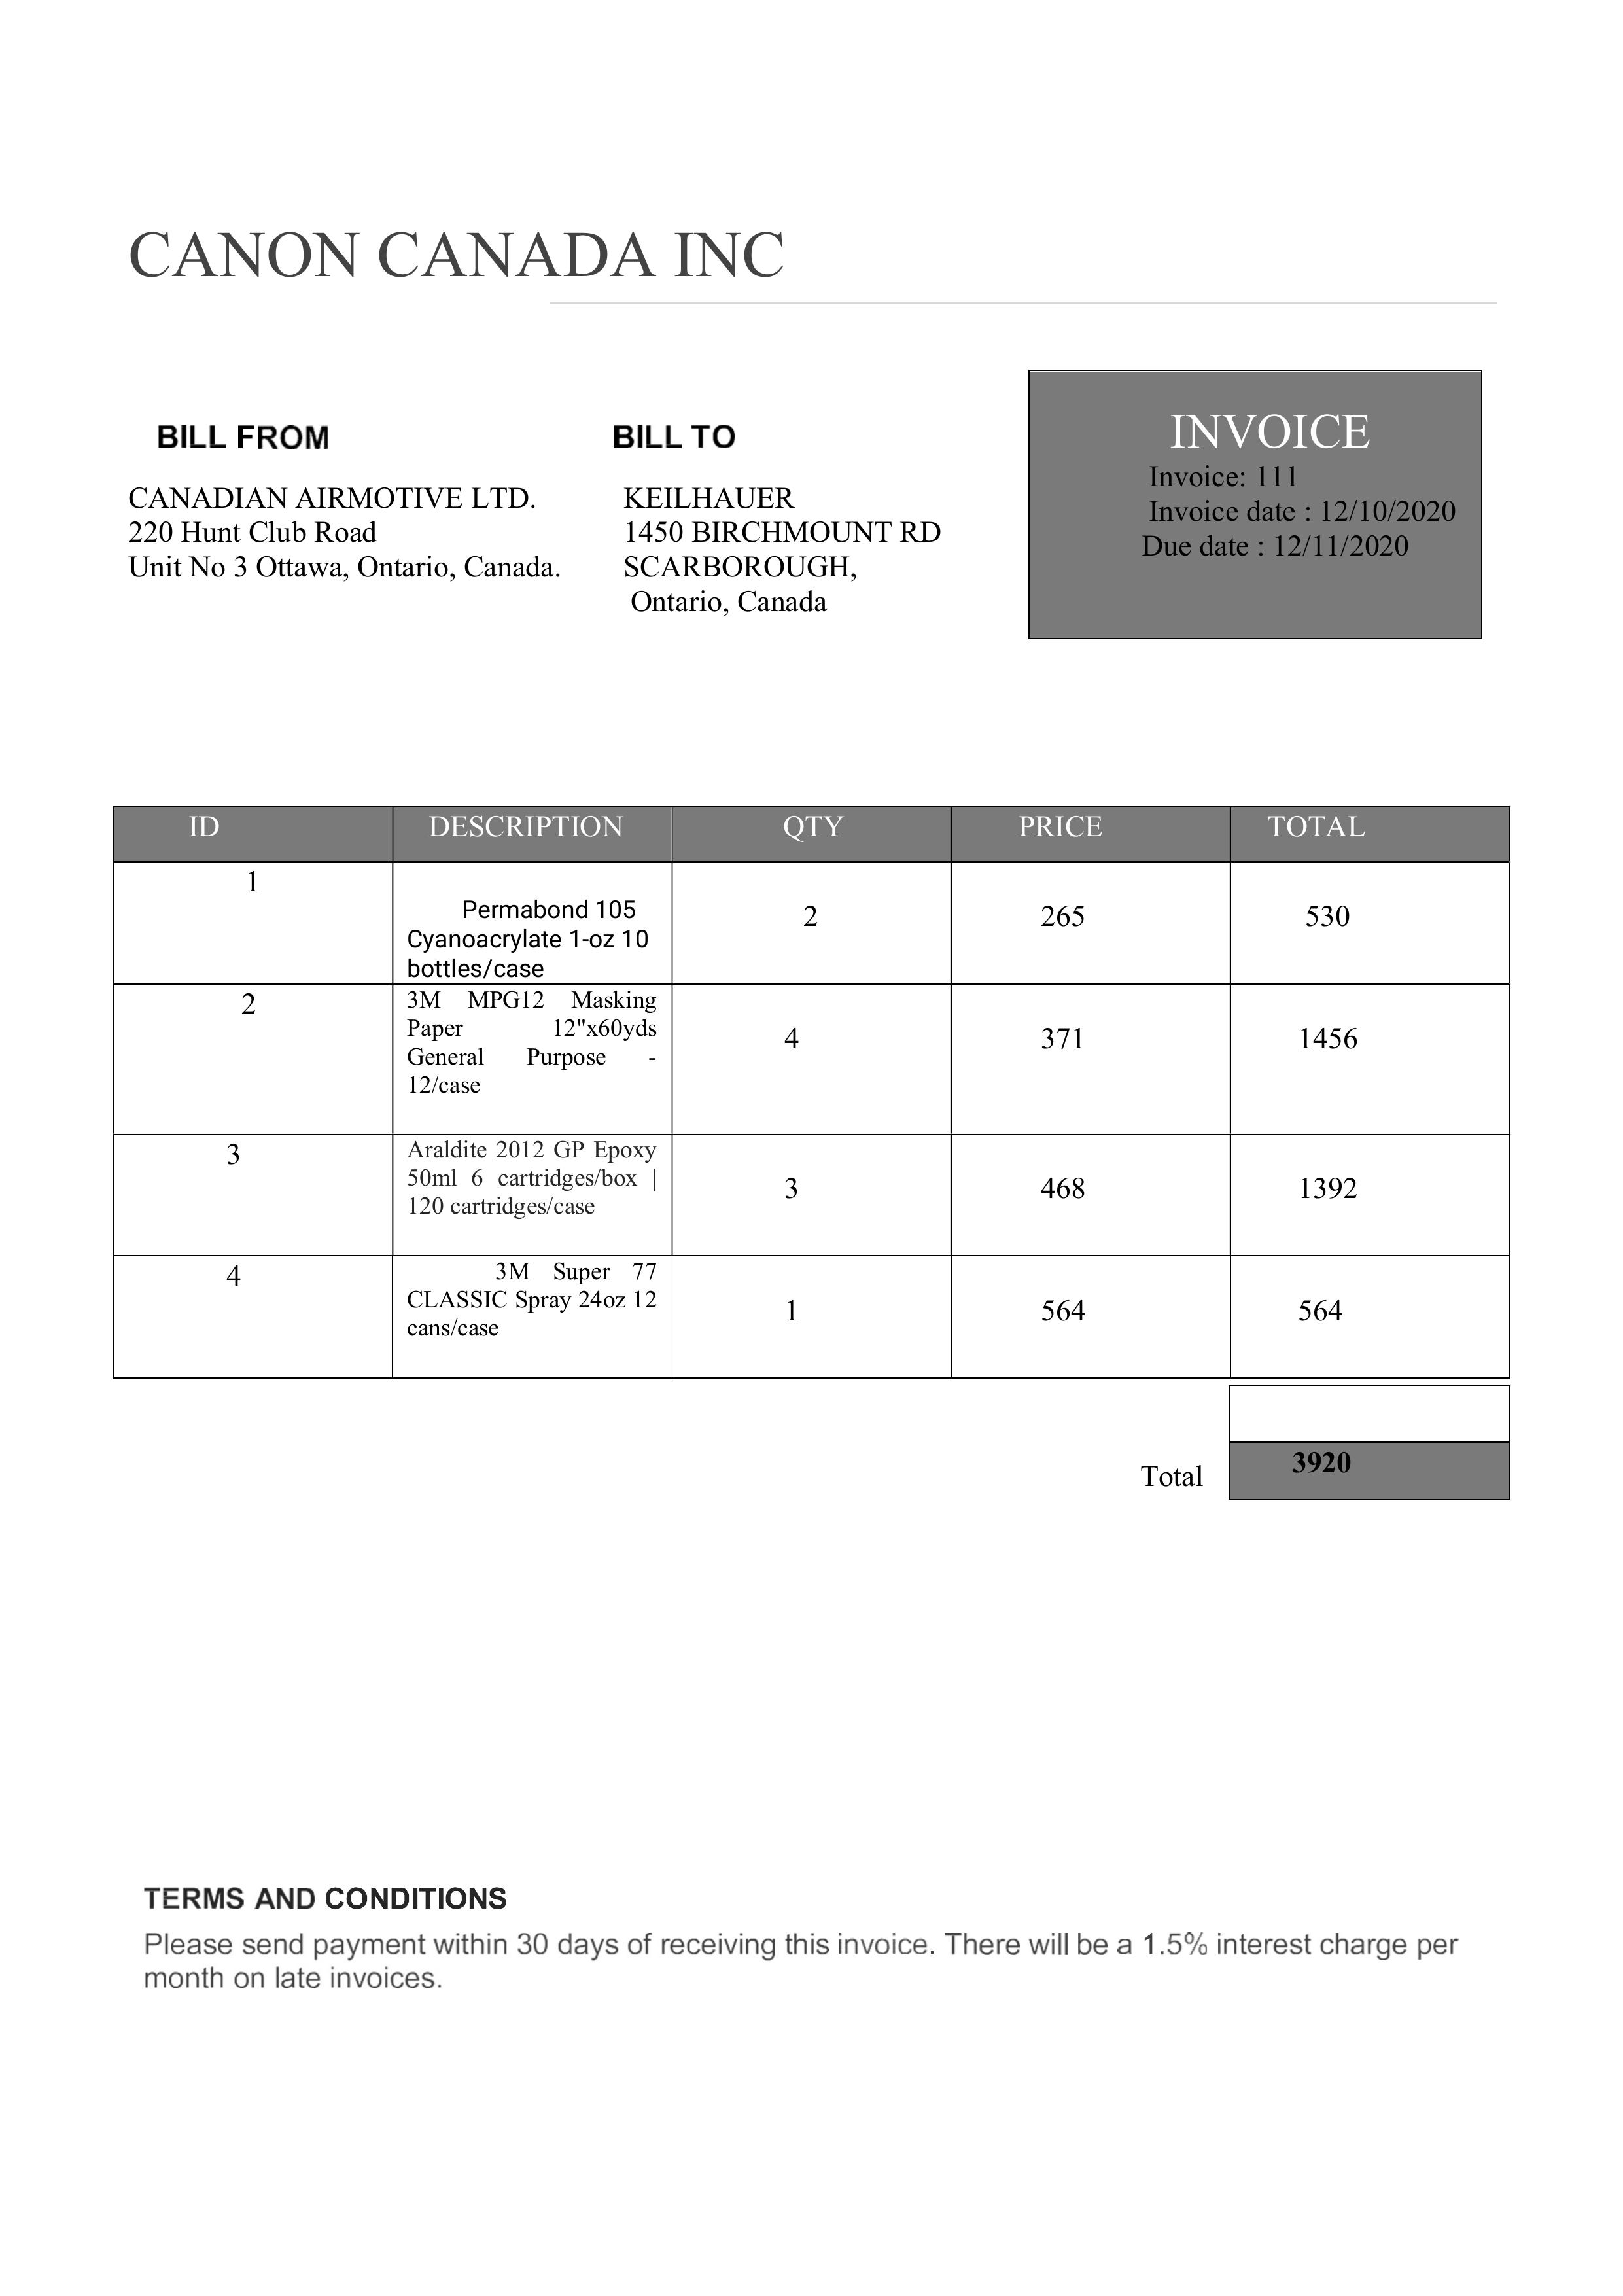 CANON CANADA INC
BILL FROM
CANADIAN AIRMOTIVE LTD.
220 Hunt Club Road
Unit No 3 Ottawa, Ontario, Canada.
BILL TO
KEILHAUER
1450 BIRCHMOUNT RD
SCARBOROUGH,
Ontario, Canada
INVOICE
Invoice: 111
Invoice date : 12/10/2020
Due date : 12/11/2020
ID DESCRIPTION QTY PRICE TOTAL
1
Permabond 105
Cyanoacrylate 1-oz 10
bottles/case
2 265 530
2
3M MPG12 Masking
Paper 12"x60yds
General Purpose -
12/case
4 371 1456
3
Araldite 2012 GP Epoxy
50ml 6 cartridges/box |
120 cartridges/case
3 468 1392
4
3M Super 77
CLASSIC Spray 24oz 12
cans/case
1 564 564
Total 3920
TERMS AND CONDITIONS
Please send payment within 30 days of receiving this invoice. There will be a 1.5% interest charge per
month on late invoices.